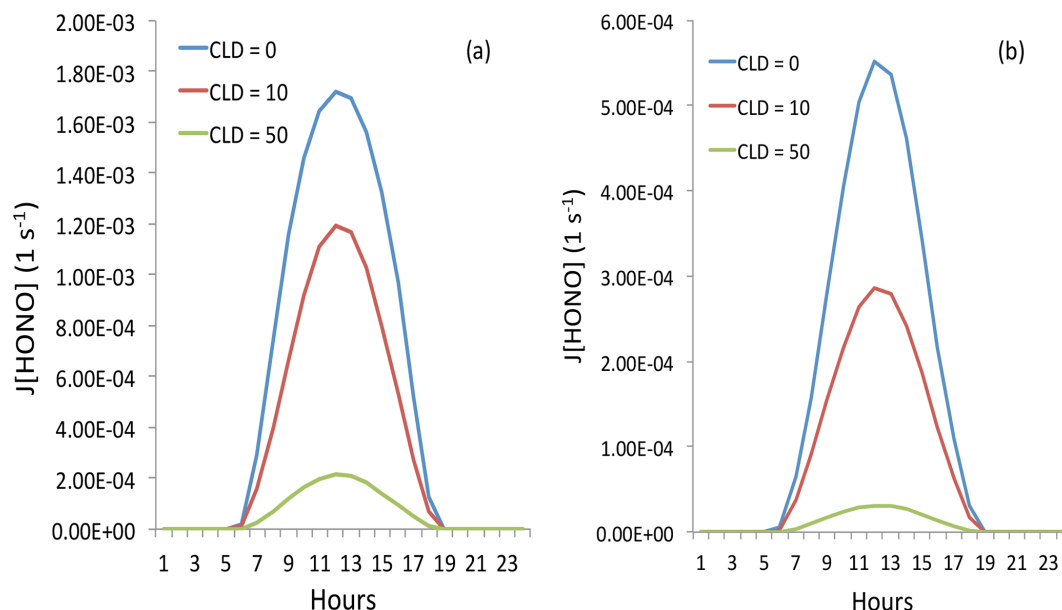 2.00E-03
1.80E-03
1.60E-03
1.40E-03
1.20E-03
1.00E-03
8.00E-04
6.00E-04
4.00E-04
2.00E-04
0.00E+00
J[HONO] (1 s⁻¹)
(a)
CLD = 0
CLD = 10
CLD = 50
1 3 5 7 9 11 13 15 17 19 21 23
Hours
6.00E-04
5.00E-04
4.00E-04
3.00E-04
2.00E-04
1.00E-04
0.00E+00
J[HONO] (1 s⁻¹)
(b)
CLD = 0
CLD = 10
CLD = 50
1 3 5 7 9 11 13 15 17 19 21 23
Hours